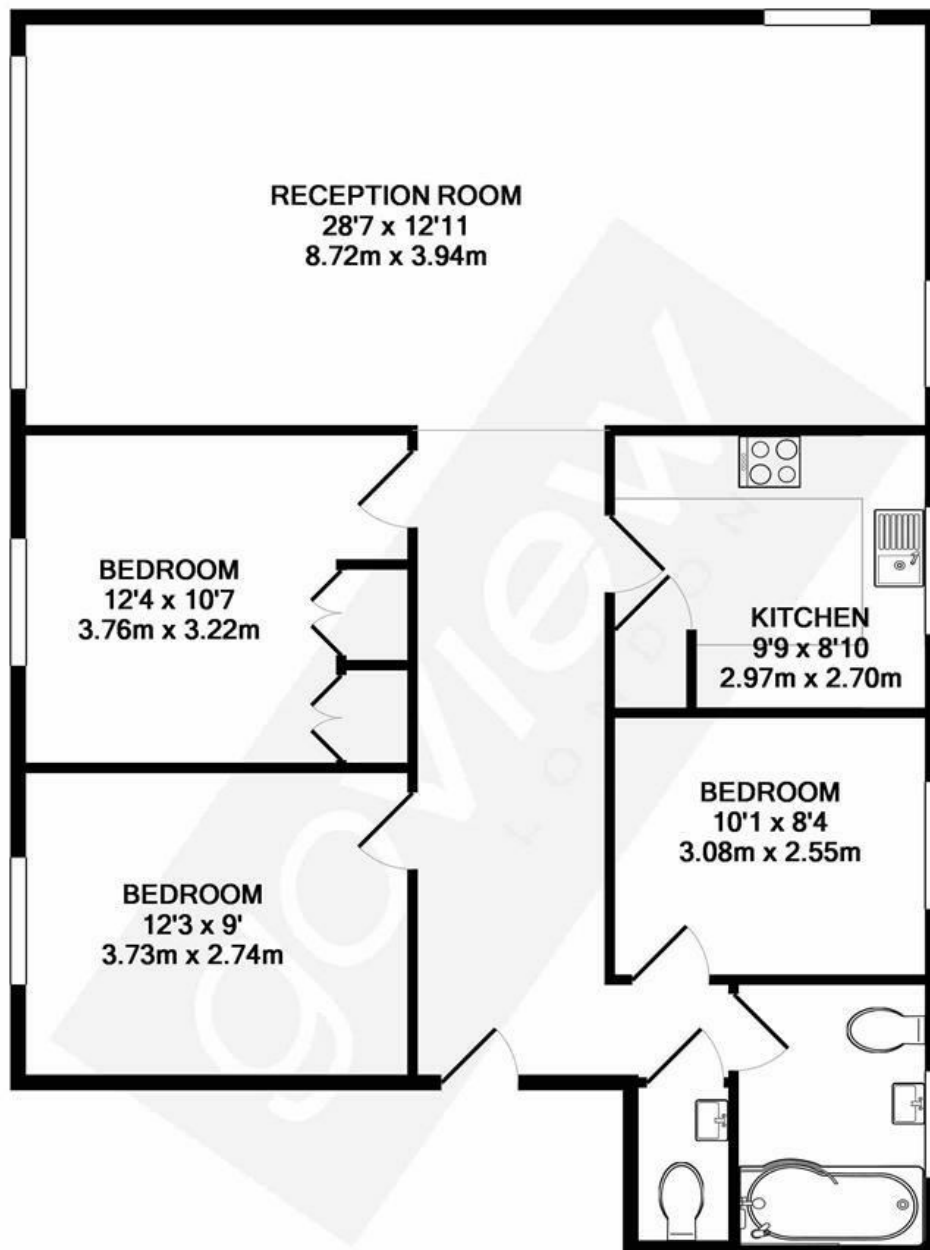 RECEPTION ROOM
28'7 x 12'11
8.72m x 3.94m
BEDROOM
12'4 x 10'7
3.76m x 3.22m
KITCHEN
9'9 x 8'10
2.97m x 2.70m
BEDROOM
10'1 x 8'4
3.08m x 2.55m
BEDROOM
12'3 x 9'
3.73m x 2.74m
goview
LONDON